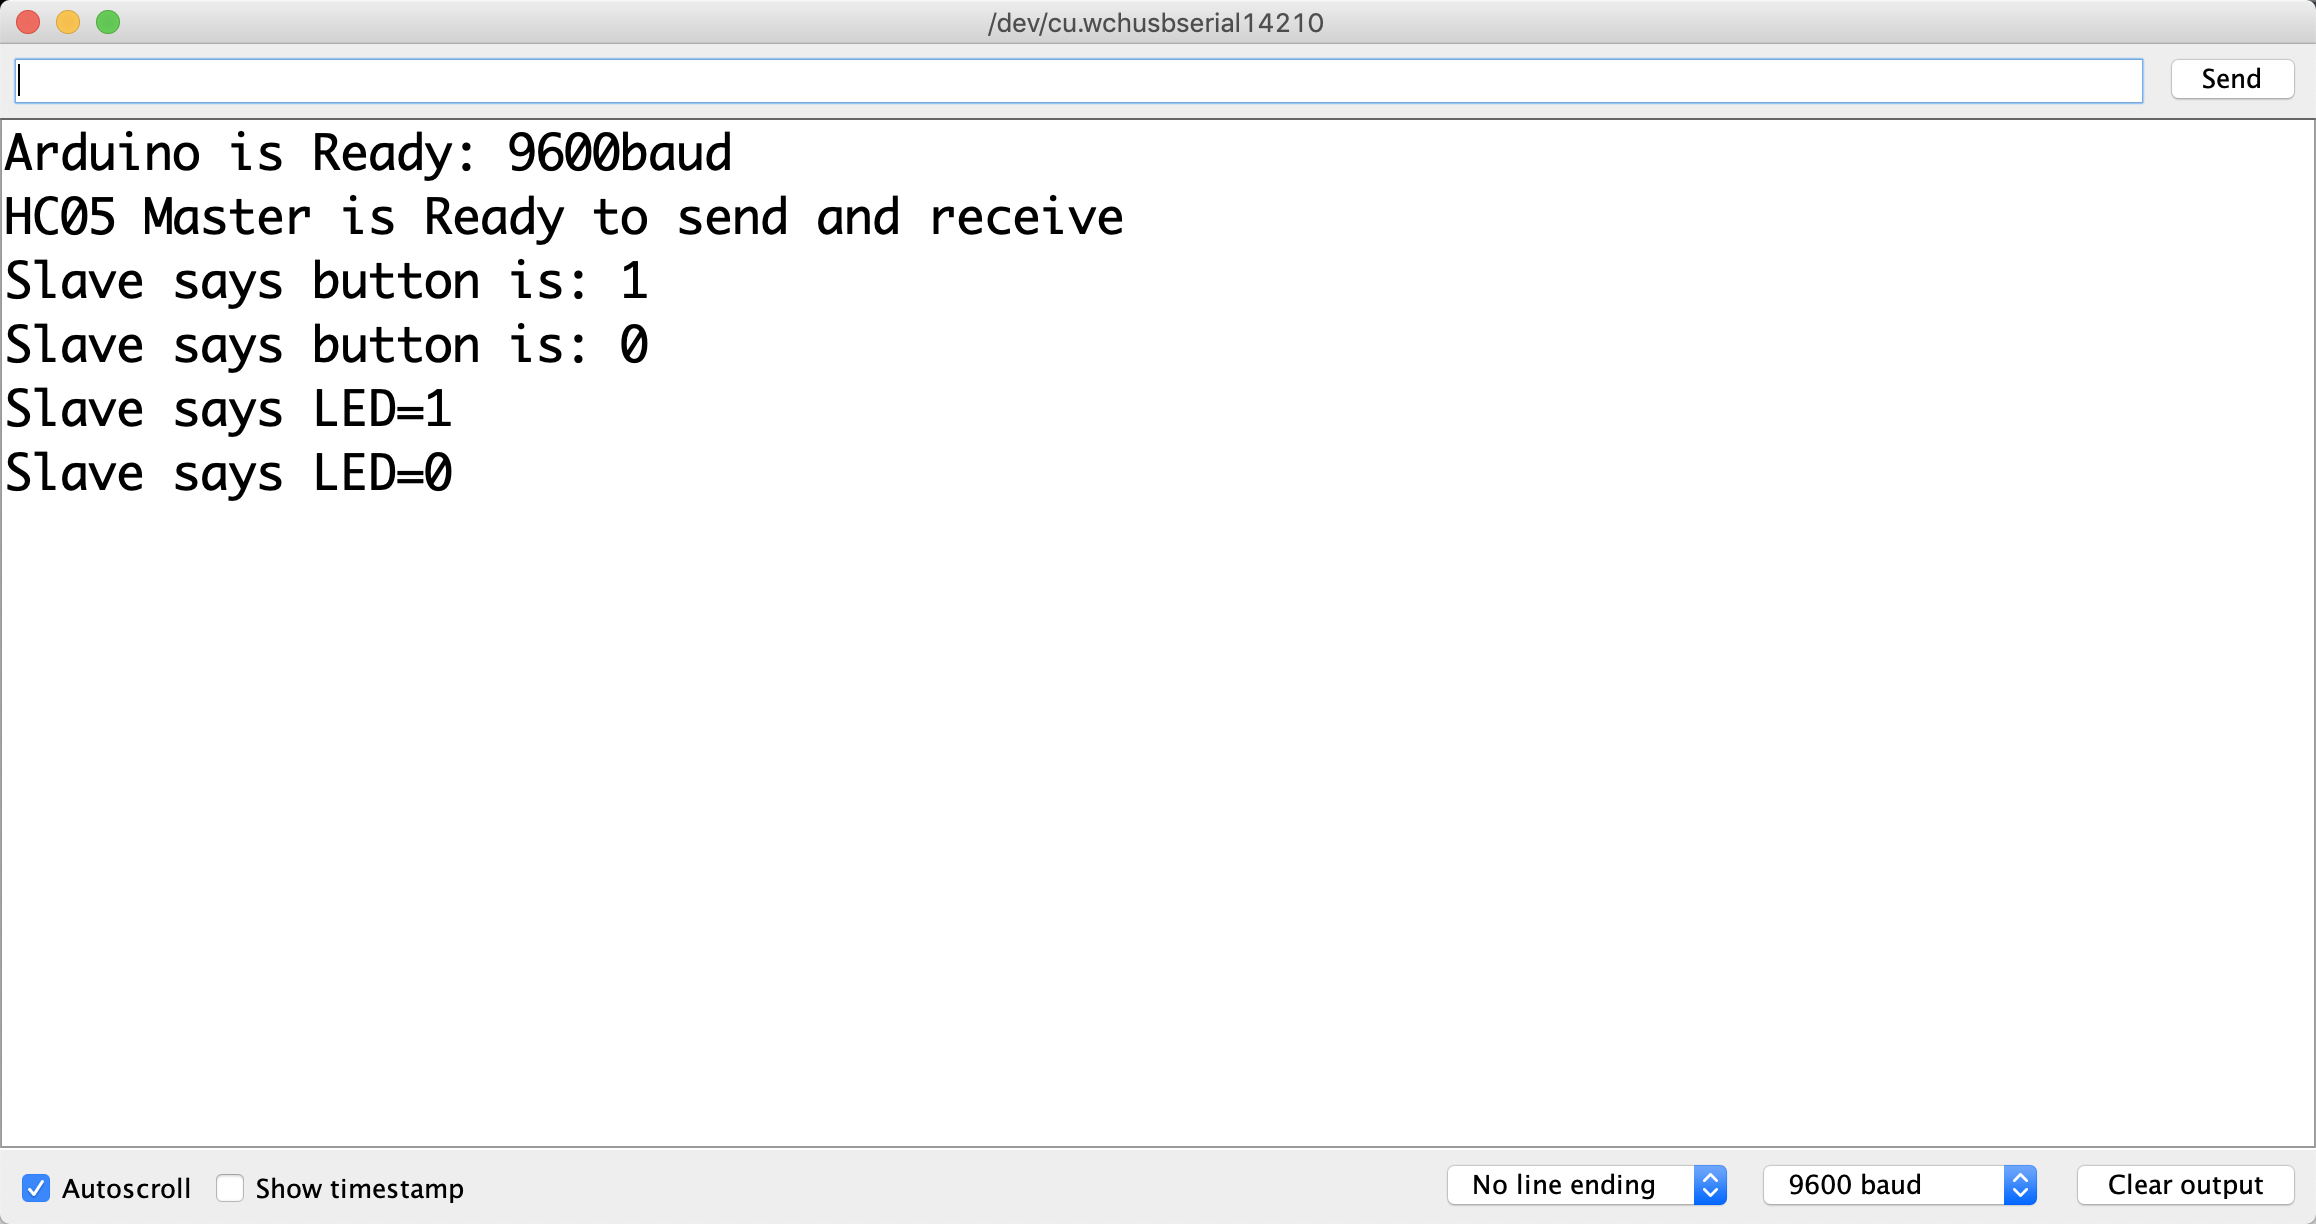 /dev/cu.wchusbserial14210
Send
Arduino is Ready: 9600baud
HC05 Master is Ready to send and receive
Slave says button is: 1
Slave says button is: 0
Slave says LED=1
Slave says LED=0
Autoscroll Show timestamp No line ending 9600 baud Clear output